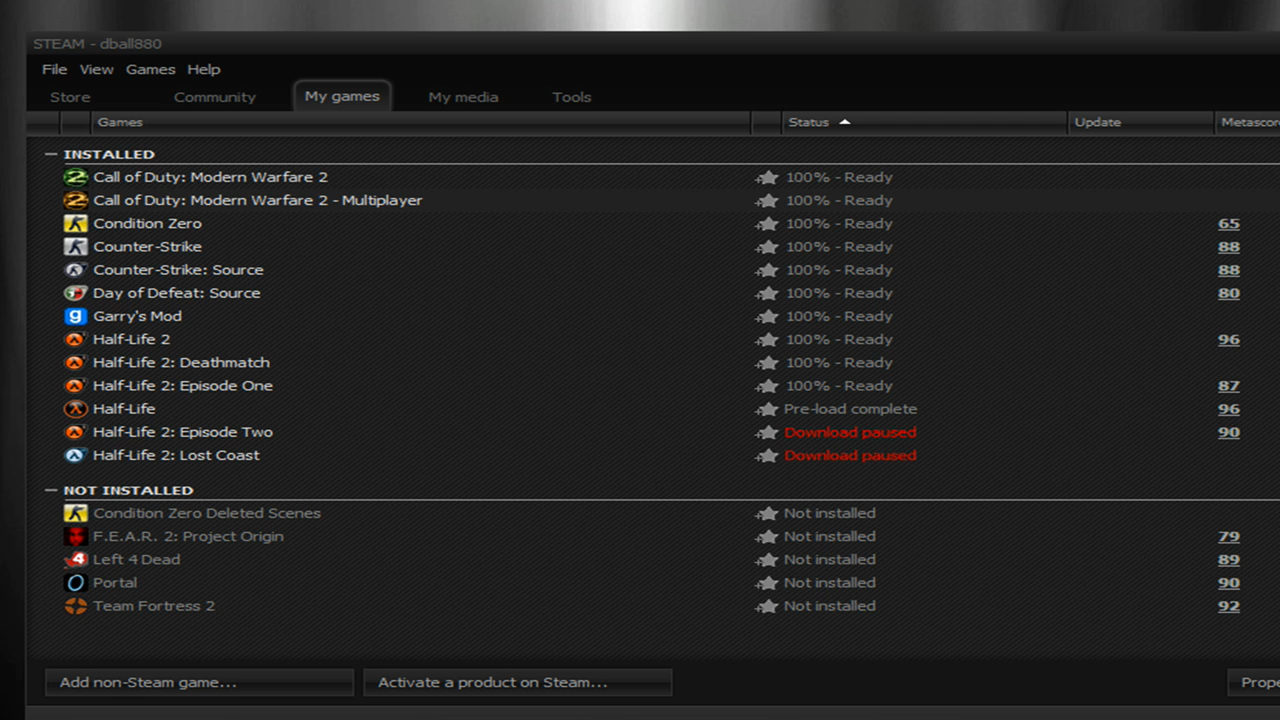 STEAM - dball880
File View Games Help
Store Community My games My media Tools
Games Status Update Metascor
INSTALLED
Call of Duty: Modern Warfare 2 100% - Ready
Call of Duty: Modern Warfare 2 - Multiplayer 100% - Ready
Condition Zero 100% - Ready 65
Counter-Strike 100% - Ready 88
Counter-Strike: Source 100% - Ready 88
Day of Defeat: Source 100% - Ready 80
Garry's Mod 100% - Ready
Half-Life 2 100% - Ready 96
Half-Life 2: Deathmatch 100% - Ready
Half-Life 2: Episode One 100% - Ready 87
Half-Life Pre-load complete 96
Half-Life 2: Episode Two Download paused 90
Half-Life 2: Lost Coast Download paused
NOT INSTALLED
Condition Zero Deleted Scenes Not installed
F.E.A.R. 2: Project Origin Not installed 79
Left 4 Dead Not installed 89
Portal Not installed 90
Team Fortress 2 Not installed 92
Add non-Steam game... Activate a product on Steam... Prope